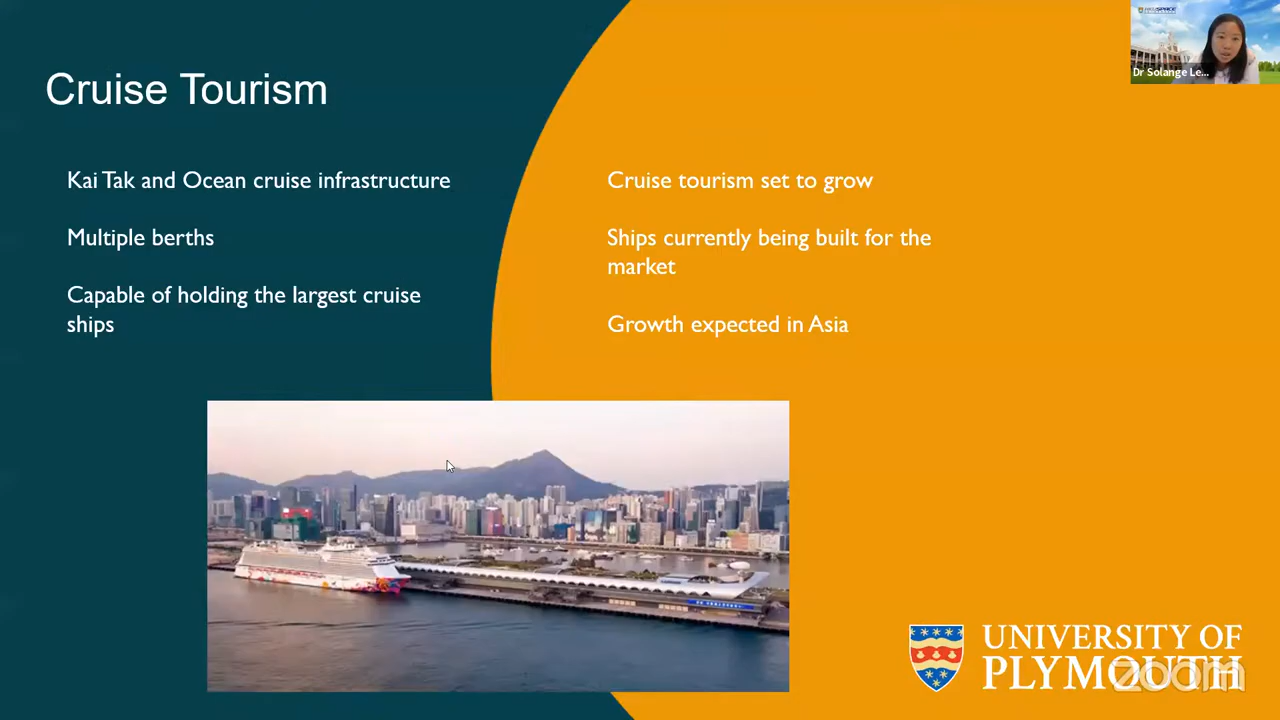 Cruise Tourism
Kai Tak and Ocean cruise infrastructure
Multiple berths
Capable of holding the largest cruise
ships
Cruise tourism set to grow
Ships currently being built for the
market
Growth expected in Asia
Dr Solange Le...
UNIVERSITY OF
PLYMOUTH
zoom